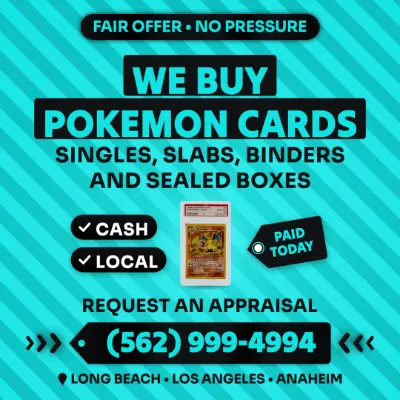 FAIR OFFER • NO PRESSURE
WE BUY
POKEMON CARDS
SINGLES, SLABS, BINDERS
AND SEALED BOXES
CASH
LOCAL
PAID
TODAY
REQUEST AN APPRAISAL
(562) 999-4994
LONG BEACH • LOS ANGELES • ANAHEIM